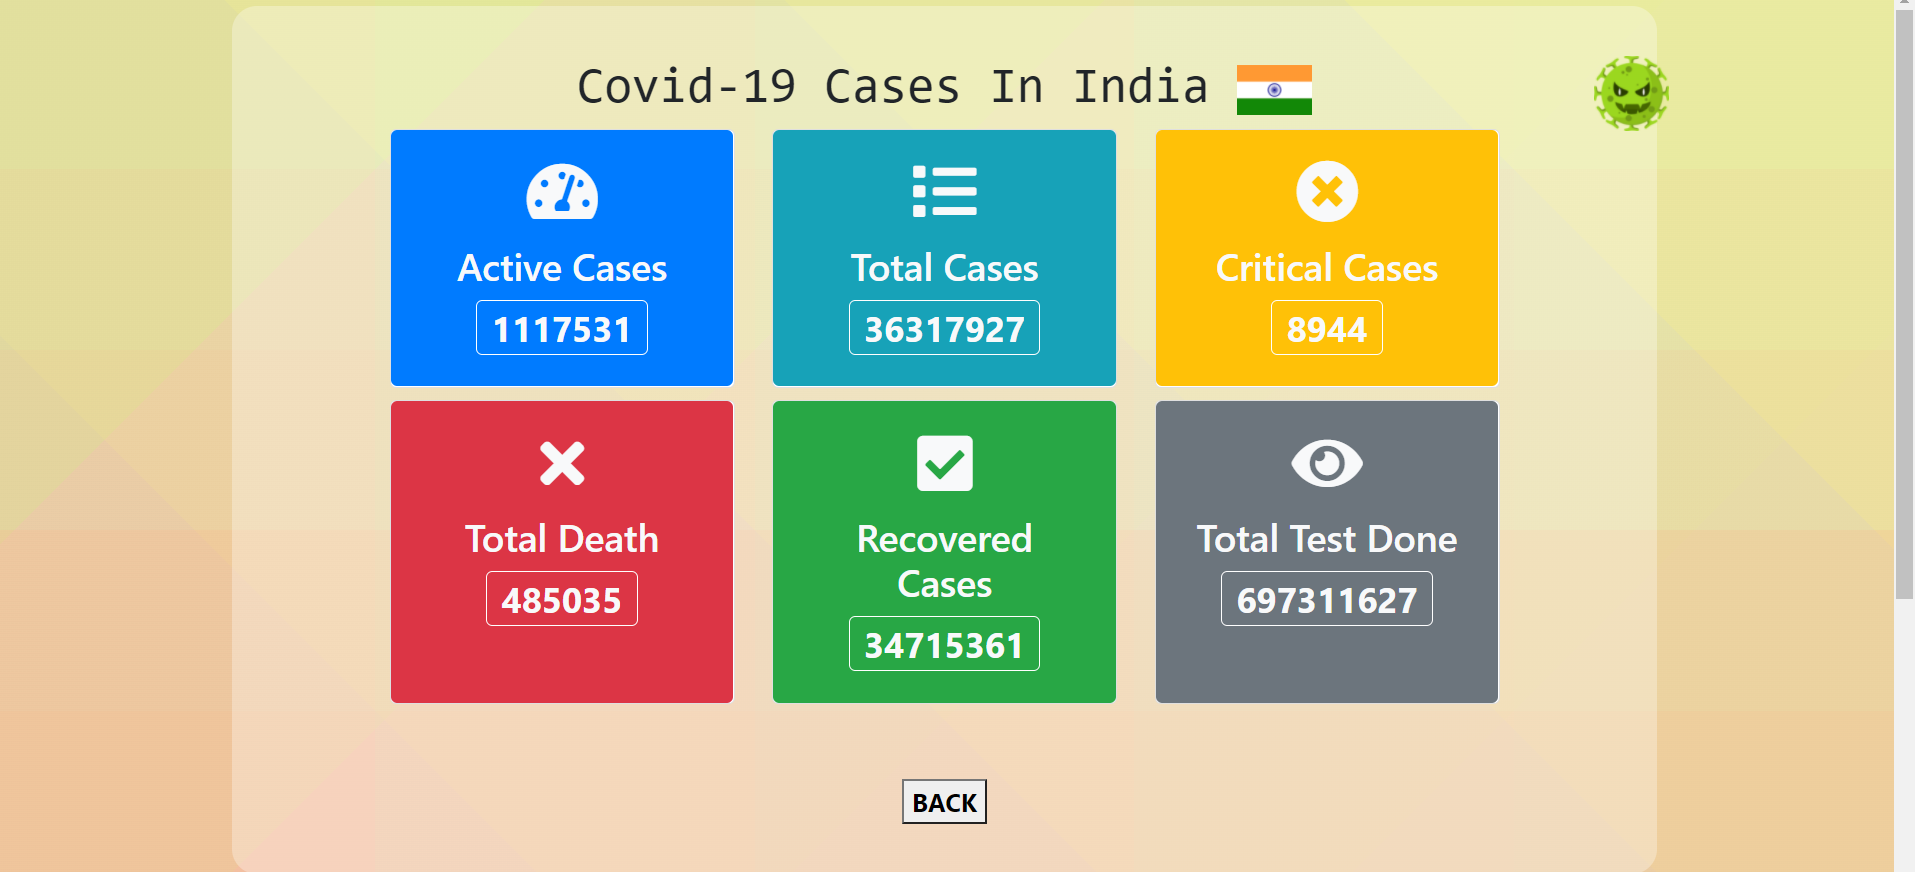 Covid-19 Cases In India
Active Cases
1117531
Total Cases
36317927
Critical Cases
8944
Total Death
485035
Recovered
Cases
34715361
Total Test Done
697311627
BACK